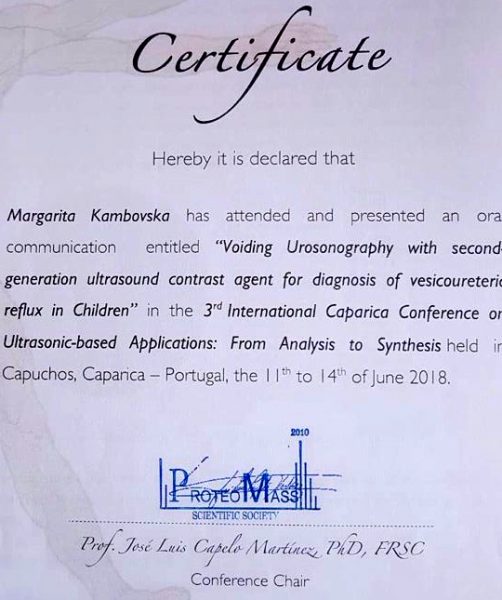 Certificate
Hereby it is declared that
Margarita Kambovska has attended and presented an ora
communication entitled “Voiding Urosonography with second-
generation ultrasound contrast agent for diagnosis of vesicoureteric
reflux in Children” in the 3rd International Caparica Conference on
Ultrasonic-based Applications: From Analysis to Synthesis held in
Capuchos, Caparica – Portugal, the 11th to 14th of June 2018.
2010
PROTEOMASS
SCIENTIFIC SOCIETY
Prof. José Luis Capelo Martínez, PhD, FRSC
Conference Chair